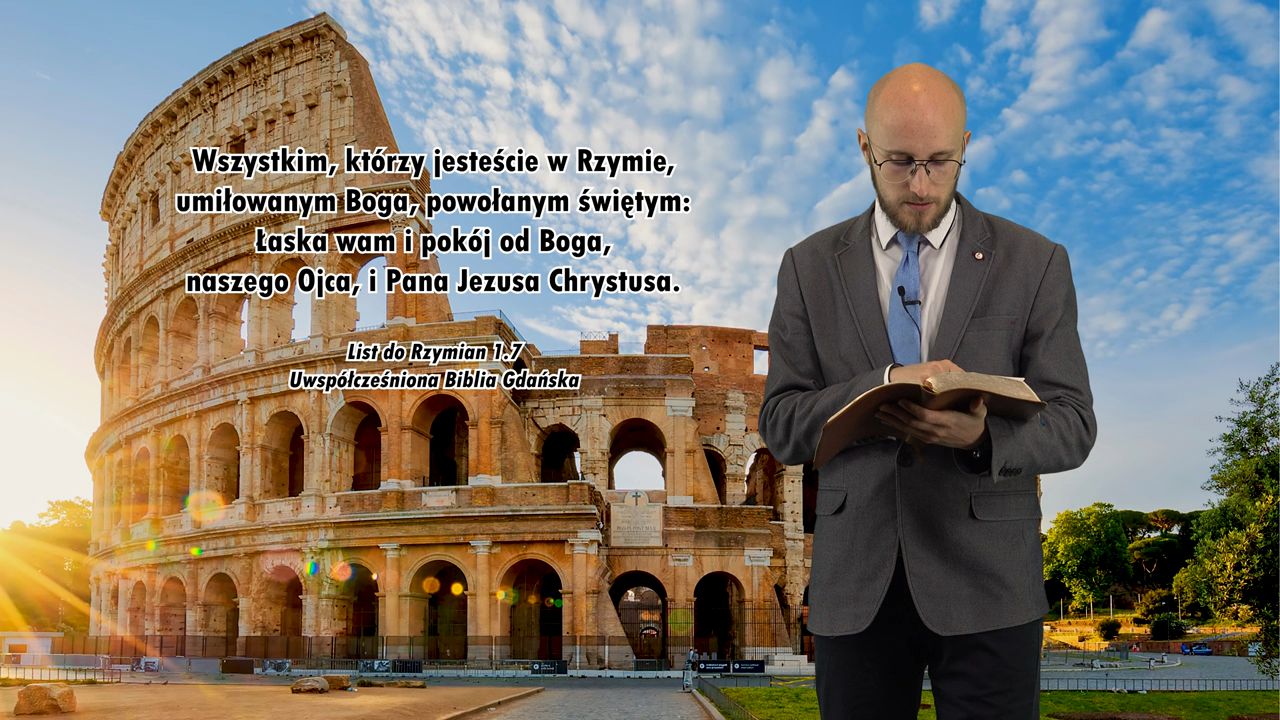 Wszystkim, którzy jesteście w Rzymie,
umiłowanym Boga, powołanym świętym:
Łaska wam i pokój od Boga,
naszego Ojca, i Pana Jezusa Chrystusa.
List do Rzymian 1.7
Uwspółcześniona Biblia Gdańska